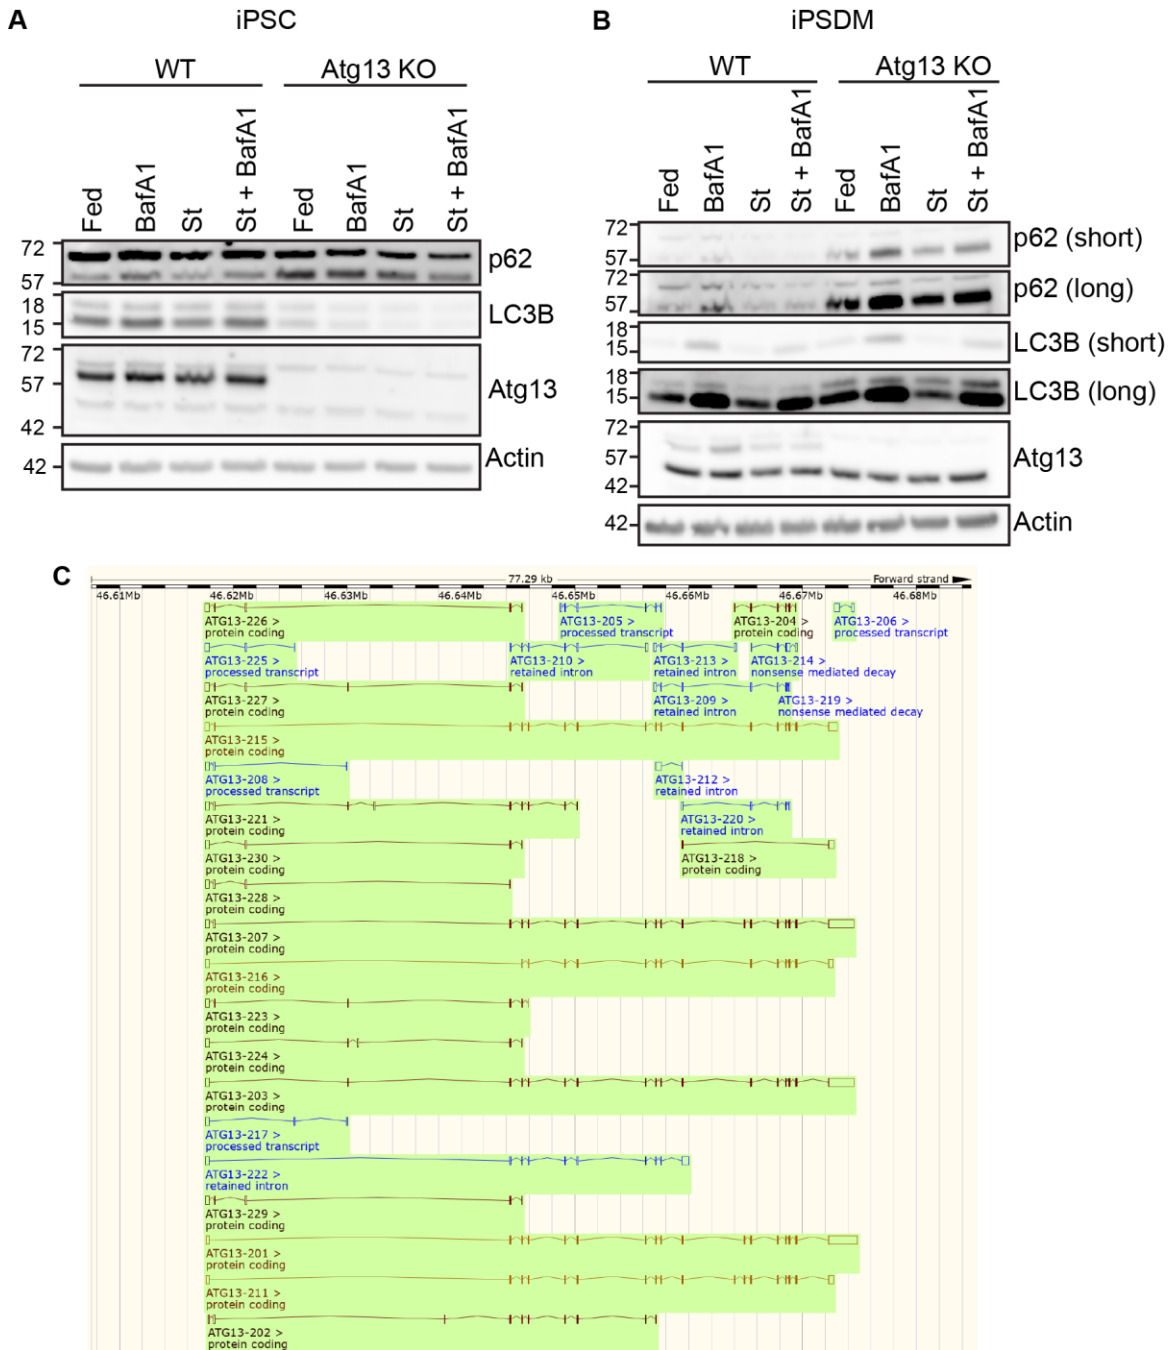 A
iPSC
WT
Atg13 KO
Fed
BafA1
St
St + BafA1
Fed
BafA1
St
St + BafA1
72
57
p62
18
15
LC3B
72
57
42
Atg13
42
Actin
B
iPSDM
WT
Atg13 KO
Fed
BafA1
St
St + BafA1
Fed
BafA1
St
St + BafA1
72
57
p62 (short)
72
57
p62 (long)
18
15
LC3B (short)
18
15
LC3B (long)
72
57
42
Atg13
42
Actin
C
77.29 kb
Forward strand
46.61Mb 46.62Mb 46.63Mb 46.64Mb 46.65Mb 46.66Mb 46.67Mb 46.68Mb
ATG13-226 > ATG13-205 > ATG13-204 > ATG13-206 >
protein coding processed transcript protein coding processed transcript
ATG13-225 > ATG13-210 > ATG13-213 > ATG13-214 >
processed transcript retained intron retained intron nonsense mediated decay
ATG13-227 > ATG13-209 > ATG13-219 >
protein coding retained intron nonsense mediated decay
ATG13-215 >
protein coding
ATG13-208 > ATG13-212 >
processed transcript retained intron
ATG13-221 > ATG13-220 >
protein coding retained intron
ATG13-230 > ATG13-218 >
protein coding protein coding
ATG13-228 >
protein coding
ATG13-207 >
protein coding
ATG13-216 >
protein coding
ATG13-223 >
protein coding
ATG13-224 >
protein coding
ATG13-203 >
protein coding
ATG13-217 >
processed transcript
ATG13-222 >
retained intron
ATG13-229 >
protein coding
ATG13-201 >
protein coding
ATG13-211 >
protein coding
ATG13-202 >
protein coding